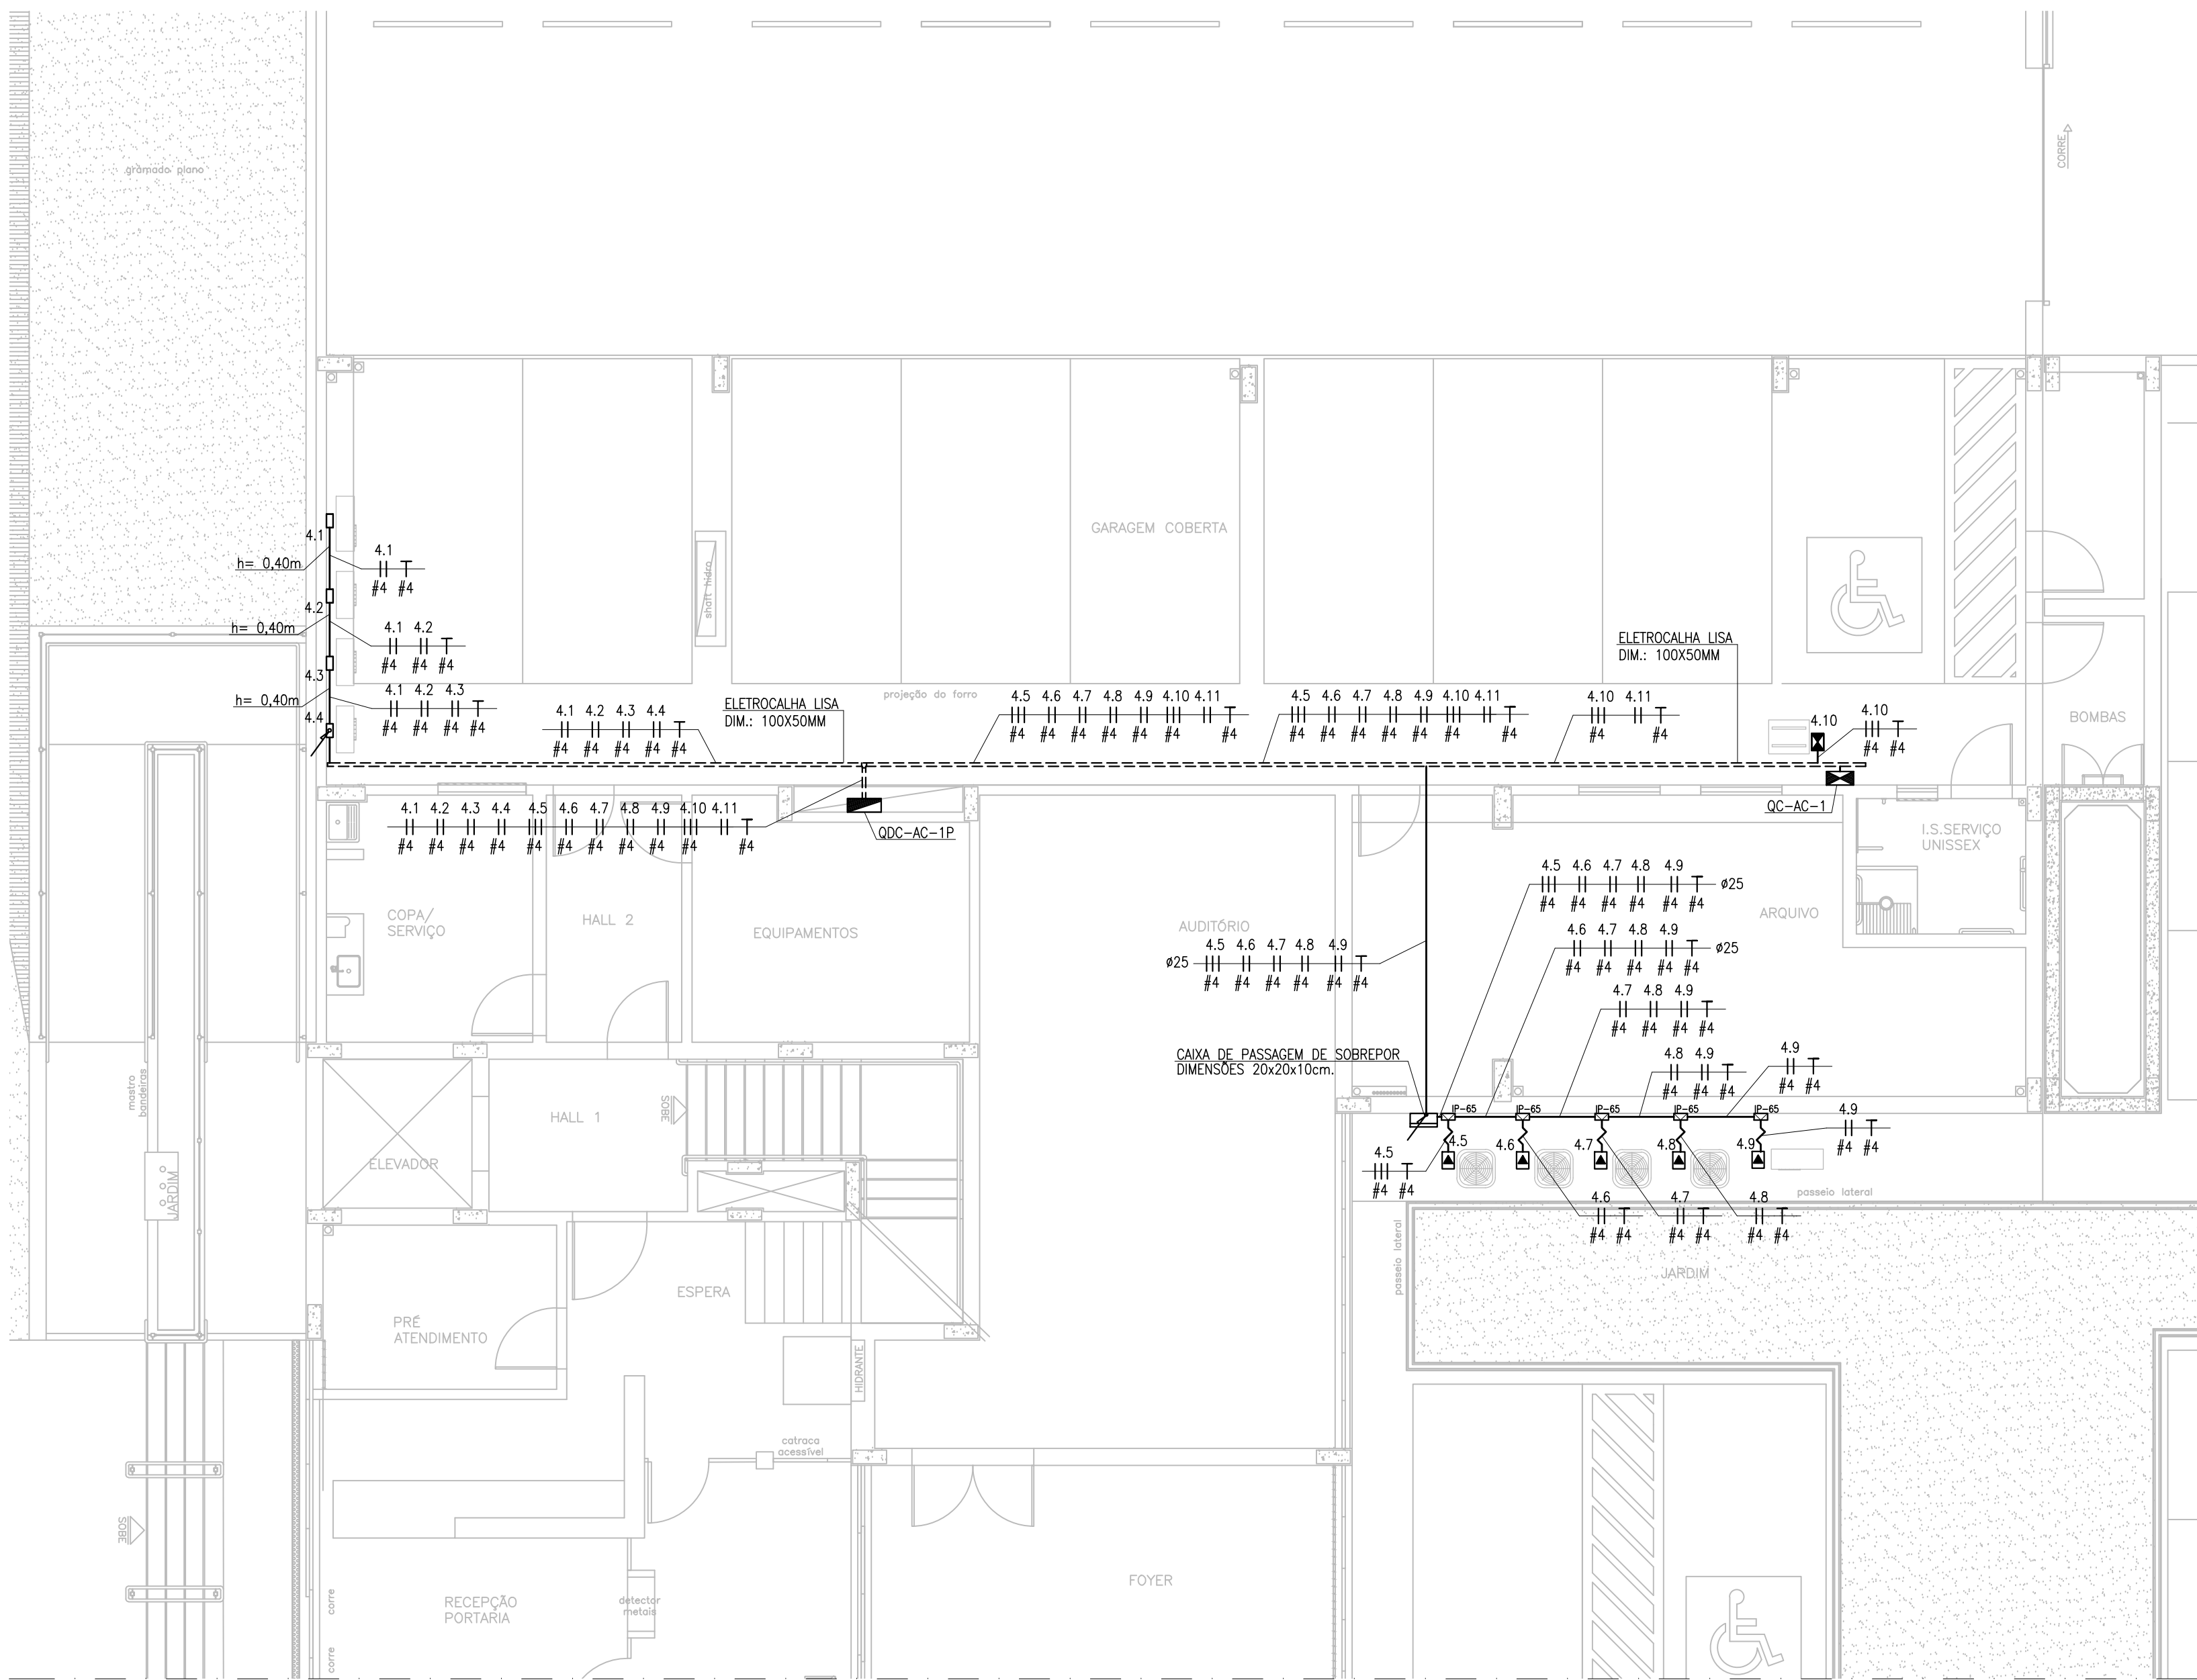 gramado plano
CORRE
GARAGEM COBERTA
shaft hidro
4.1
h= 0,40m
4.1
#4 #4
4.2
h= 0,40m
4.1 4.2
#4 #4 #4
4.3
h= 0,40m
4.1 4.2 4.3
#4 #4 #4 #4
4.4
4.1 4.2 4.3 4.4
#4 #4 #4 #4 #4
ELETROCALHA LISA
DIM.: 100X50MM
projeção do forro
4.5 4.6 4.7 4.8 4.9 4.10 4.11
#4 #4 #4 #4 #4 #4 #4 #4
4.5 4.6 4.7 4.8 4.9 4.10 4.11
#4 #4 #4 #4 #4 #4 #4
ELETROCALHA LISA
DIM.: 100X50MM
4.10 4.11
#4 #4
4.10
4.10
#4 #4
BOMBAS
QC-AC-1
4.1 4.2 4.3 4.4 4.5 4.6 4.7 4.8 4.9 4.10 4.11
#4 #4 #4 #4 #4 #4 #4 #4 #4 #4 #4
QDC-AC-1P
I.S.SERVIÇO
UNISSEX
COPA/
SERVIÇO
HALL 2
EQUIPAMENTOS
AUDITÓRIO
ARQUIVO
4.5 4.6 4.7 4.8 4.9
ø25
#4 #4 #4 #4 #4 #4
4.6 4.7 4.8 4.9
ø25
#4 #4 #4 #4 #4
4.5 4.6 4.7 4.8 4.9
ø25
#4 #4 #4 #4 #4 #4
4.7 4.8 4.9
#4 #4 #4 #4
4.8 4.9
#4 #4 #4
4.9
#4 #4
CAIXA DE PASSAGEM DE SOBREPOR
DIMENSÕES 20x20x10cm.
mastro
bandeiras
HALL 1
SOBE
IP-65 IP-65 IP-65 IP-65 IP-65
4.5 4.6 4.7 4.8 4.9
4.9
#4 #4
4.5
#4 #4
ELEVADOR
JARDIM
passeio lateral
4.6 4.7 4.8
#4 #4 #4 #4 #4 #4
passeio lateral
JARDIM
ESPERA
PRÉ
ATENDIMENTO
HIDRANTE
catraca
acessível
SOBE
corre
RECEPÇÃO
PORTARIA
detector
metais
FOYER
corre